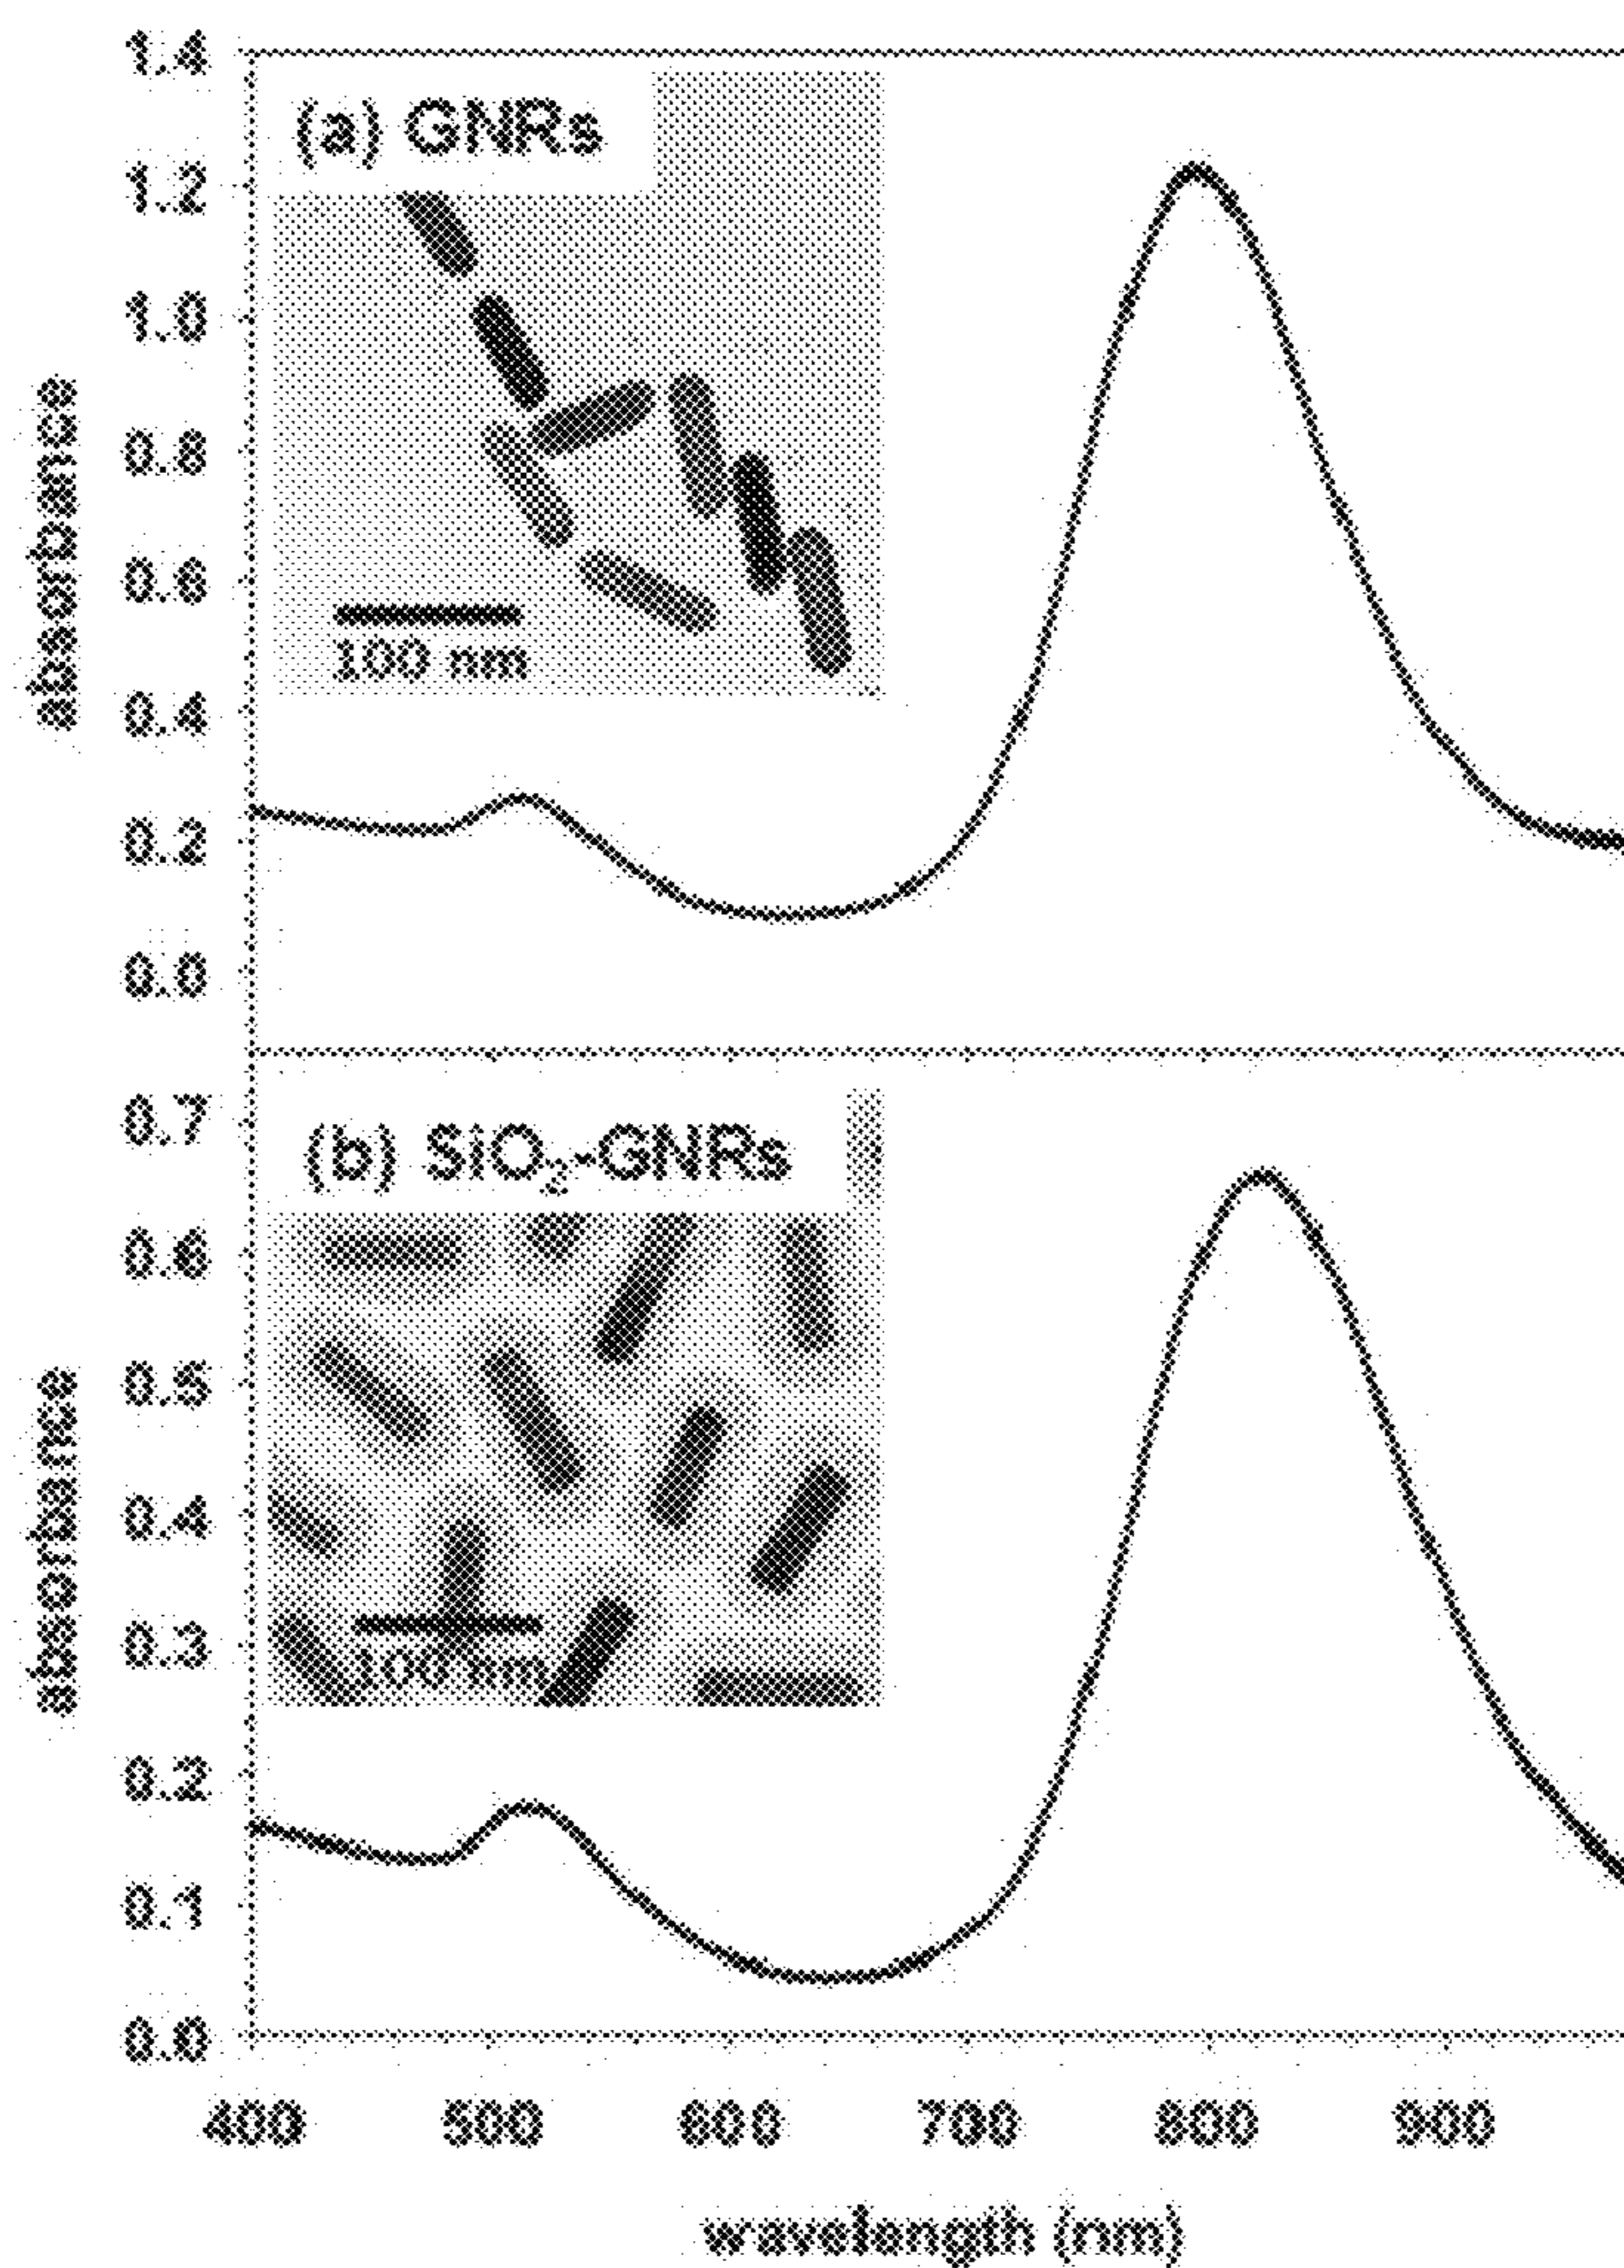 1.4
(a) GNRs
1.2
1.0
absorbance
0.8
0.6
100 nm
0.4
0.2
0.0
0.7
(b) SiO₂-GNRs
0.6
0.5
absorbance
0.4
0.3
100 nm
0.2
0.1
0.0
400 500 600 700 800 900
wavelength (nm)